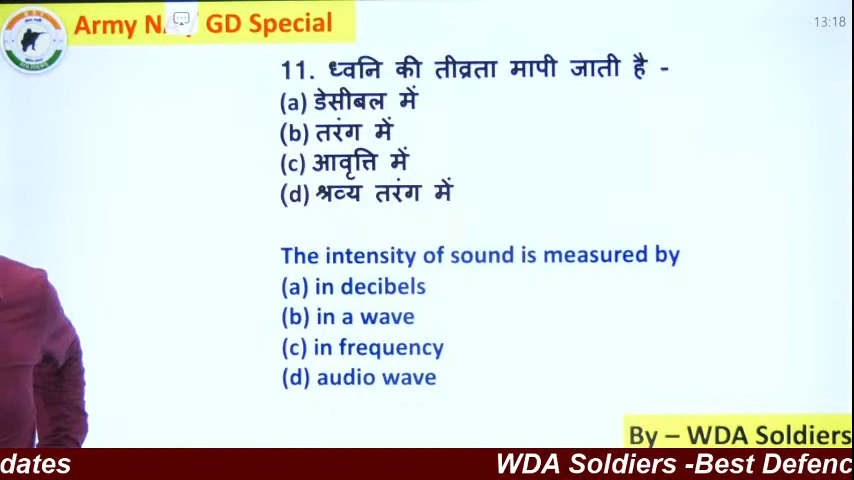 Army NA GD Special
13:18
11. ध्वनि की तीव्रता मापी जाती है -
(a) डेसीबल में
(b) तरंग में
(c) आवृत्ति में
(d) श्रव्य तरंग में
The intensity of sound is measured by
(a) in decibels
(b) in a wave
(c) in frequency
(d) audio wave
By – WDA Soldiers
dates WDA Soldiers -Best Defenc